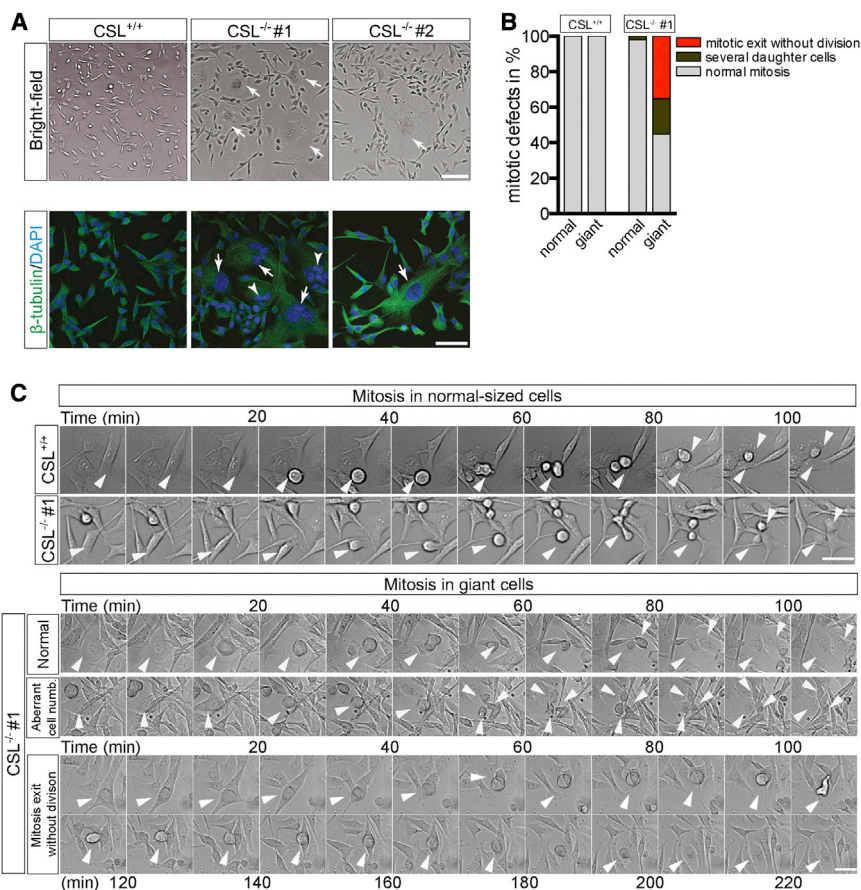 A
CSL+/+
CSL-/- #1
CSL-/- #2
Bright-field
β-tubulin/DAPI
B
CSL+/+
CSL-/- #1
mitotic exit without division
several daughter cells
normal mitosis
mitotic defects in %
100
80
60
40
20
0
normal
giant
normal
giant
C
Mitosis in normal-sized cells
Time (min) 20 40 60 80 100
CSL+/+
CSL-/- #1
Mitosis in giant cells
Time (min) 20 40 60 80 100
CSL-/- #1
Normal
Aberrant
cell numb.
Time (min) 20 40 60 80 100
Mitosis exit
without divison
(min) 120 140 160 180 200 220